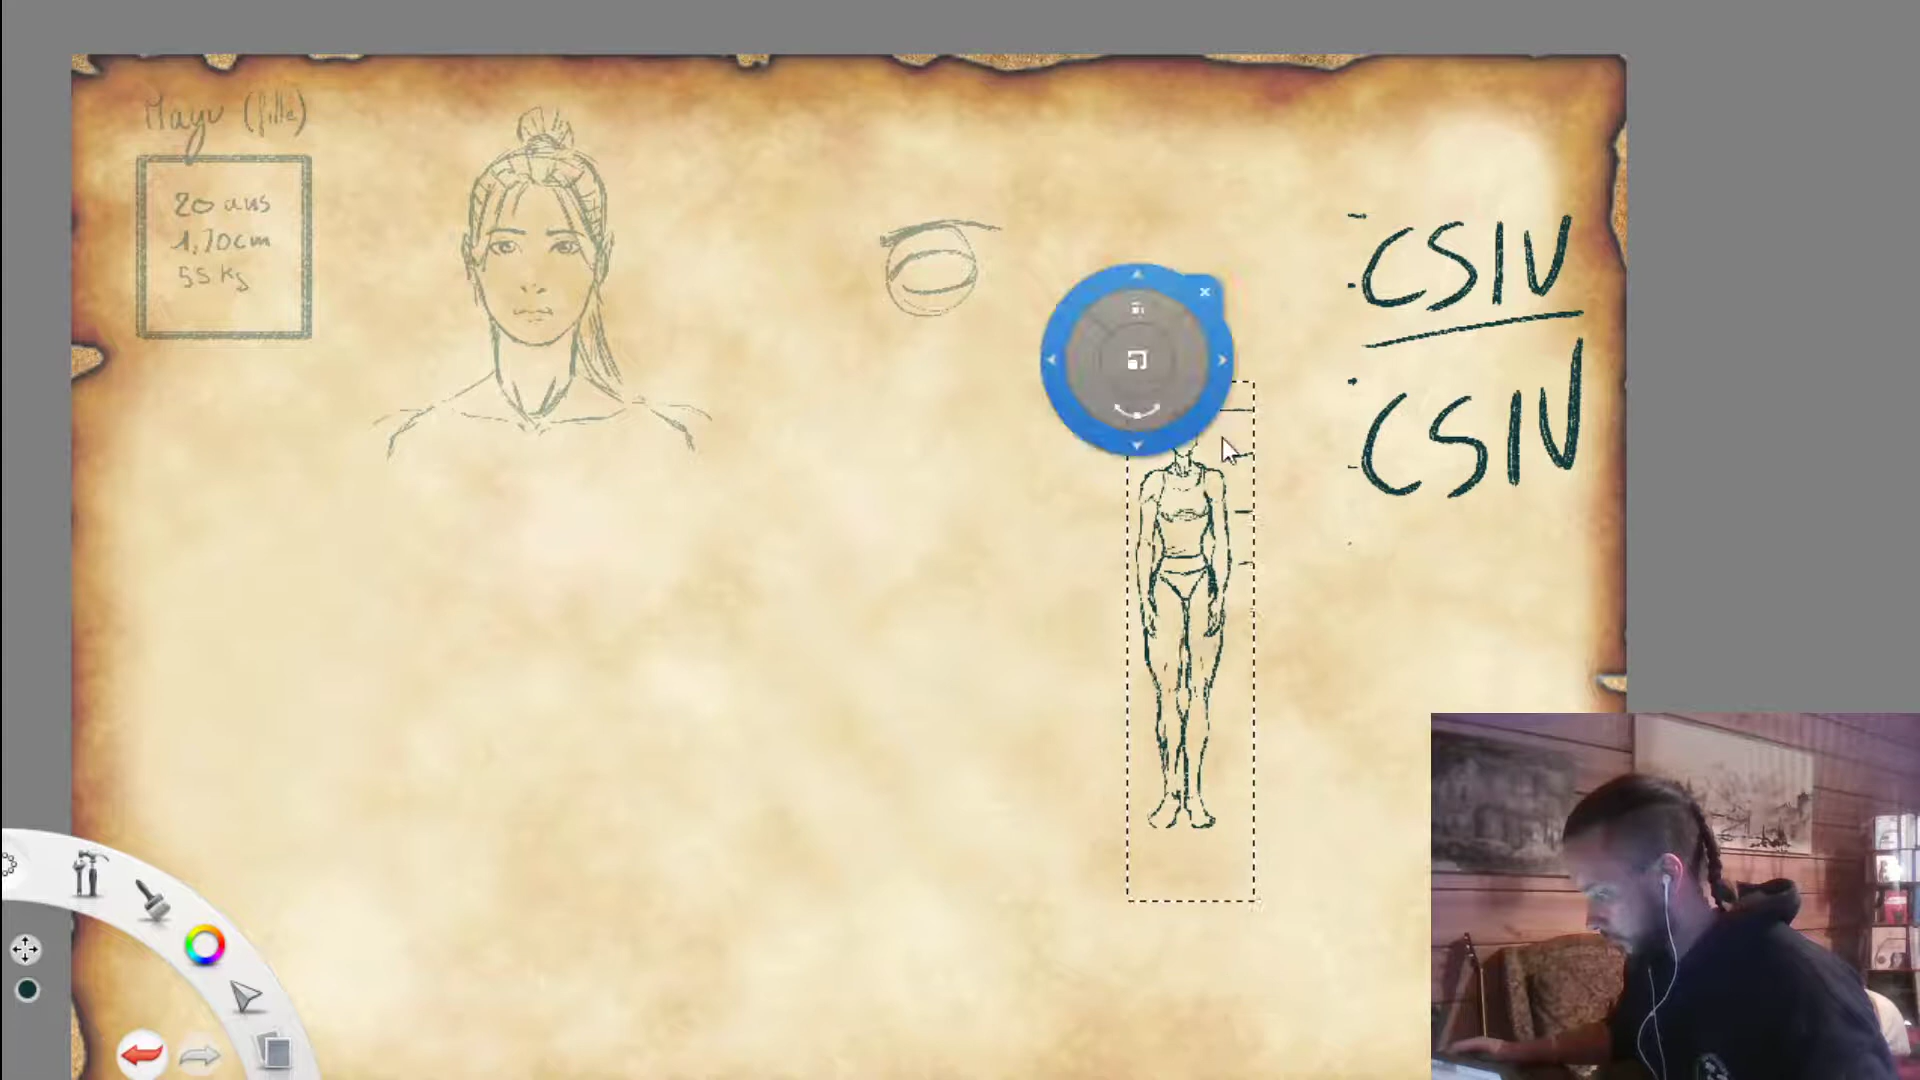 Mayu (fille)
20 ans
1,70cm
55 Kg
CSIV
CSIV